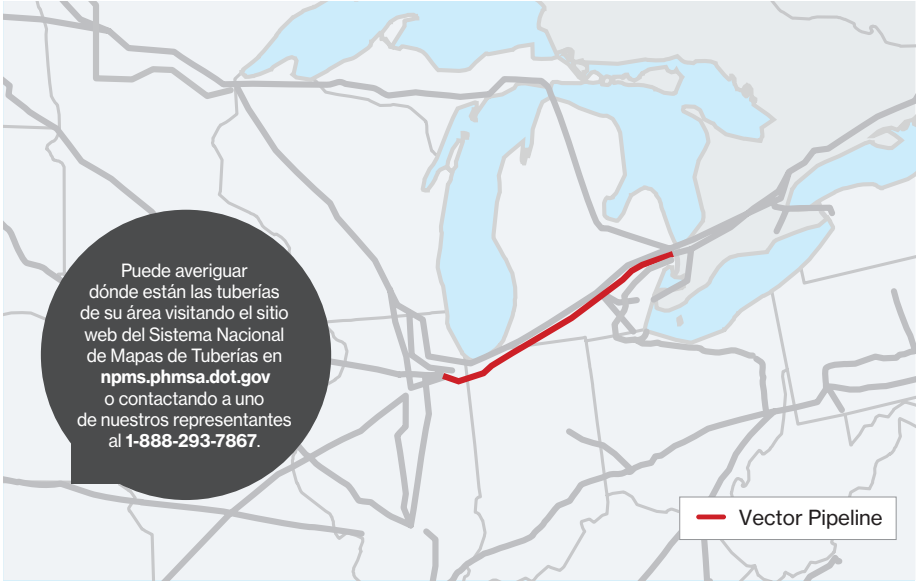 Puede averiguar
dónde están las tuberías
de su área visitando el sitio
web del Sistema Nacional
de Mapas de Tuberías en
npms.phmsa.dot.gov
o contactando a uno
de nuestros representantes
al 1-888-293-7867.
Vector Pipeline